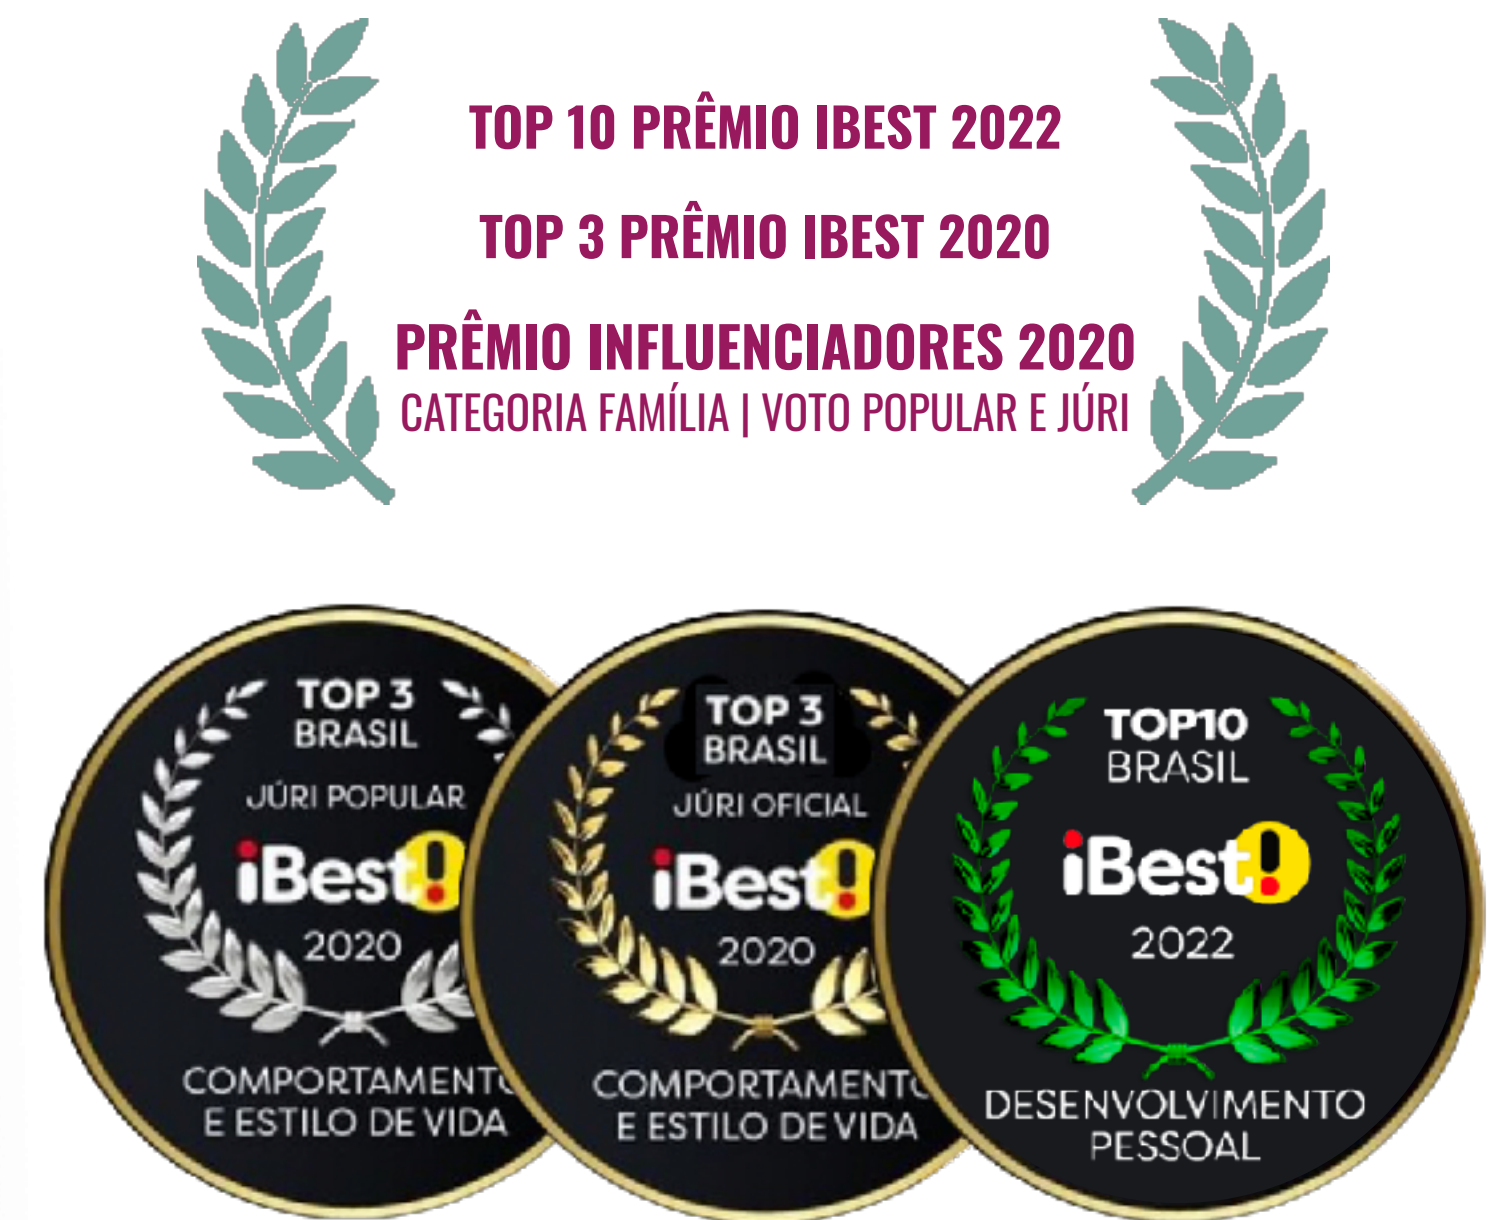 TOP 10 PRÊMIO IBEST 2022
TOP 3 PRÊMIO IBEST 2020
PRÊMIO INFLUENCIADORES 2020
CATEGORIA FAMÍLIA | VOTO POPULAR E JÚRI
TOP 3
BRASIL
JÚRI POPULAR
iBest!
2020
COMPORTAMENTO
E ESTILO DE VIDA
TOP 3
BRASIL
JÚRI OFICIAL
iBest!
2020
COMPORTAMENTO
E ESTILO DE VIDA
TOP10
BRASIL
iBest!
2022
DESENVOLVIMENTO
PESSOAL